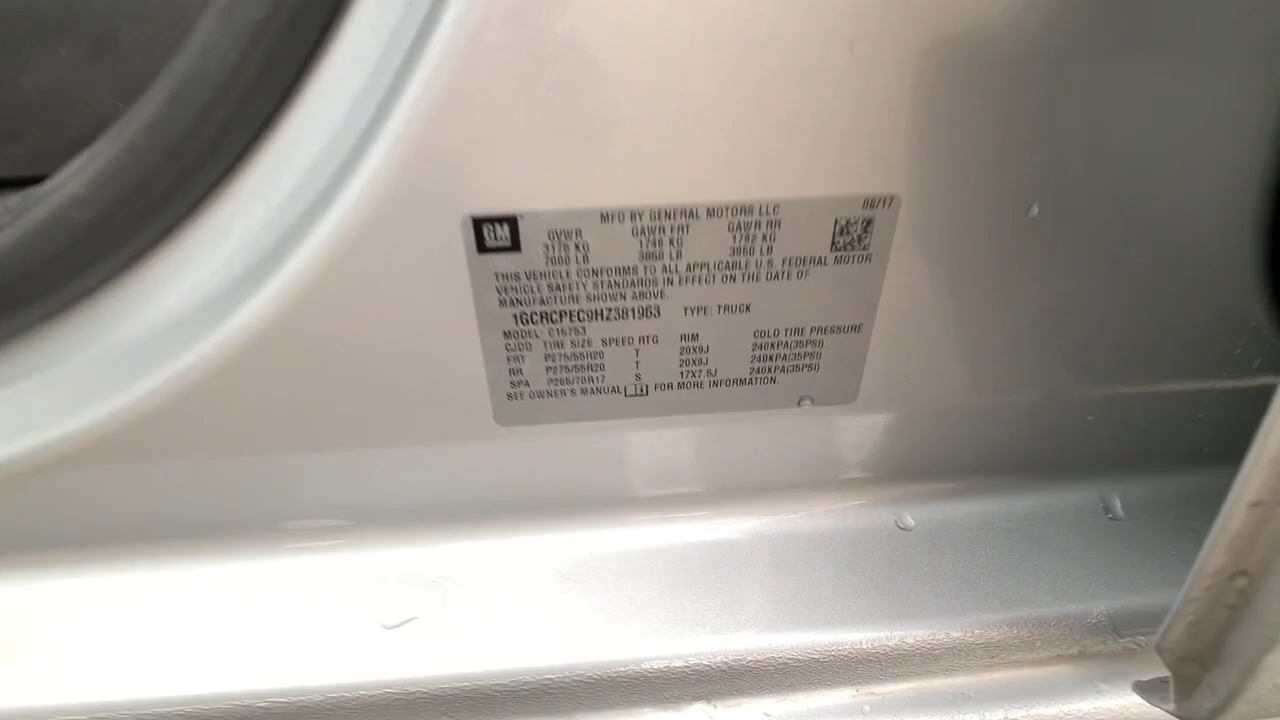 GM
MFD BY GENERAL MOTORS LLC 06/17
GVWR GAWR FRT GAWR RR
3175 KG 1746 KG 1792 KG
7000 LB 3850 LB 3950 LB
THIS VEHICLE CONFORMS TO ALL APPLICABLE U.S. FEDERAL MOTOR
VEHICLE SAFETY STANDARDS IN EFFECT ON THE DATE OF
MANUFACTURE SHOWN ABOVE.
1GCRCPEC9HZ381963 TYPE: TRUCK
MODEL: C15753
CJDD TIRE SIZE SPEED RTG RIM COLD TIRE PRESSURE
FRT P275/55R20 T 20X9J 240KPA(35PSI)
RR P275/55R20 T 20X9J 240KPA(35PSI)
SPA P265/70R17 S 17X7.5J 240KPA(35PSI)
SEE OWNER'S MANUAL FOR MORE INFORMATION.